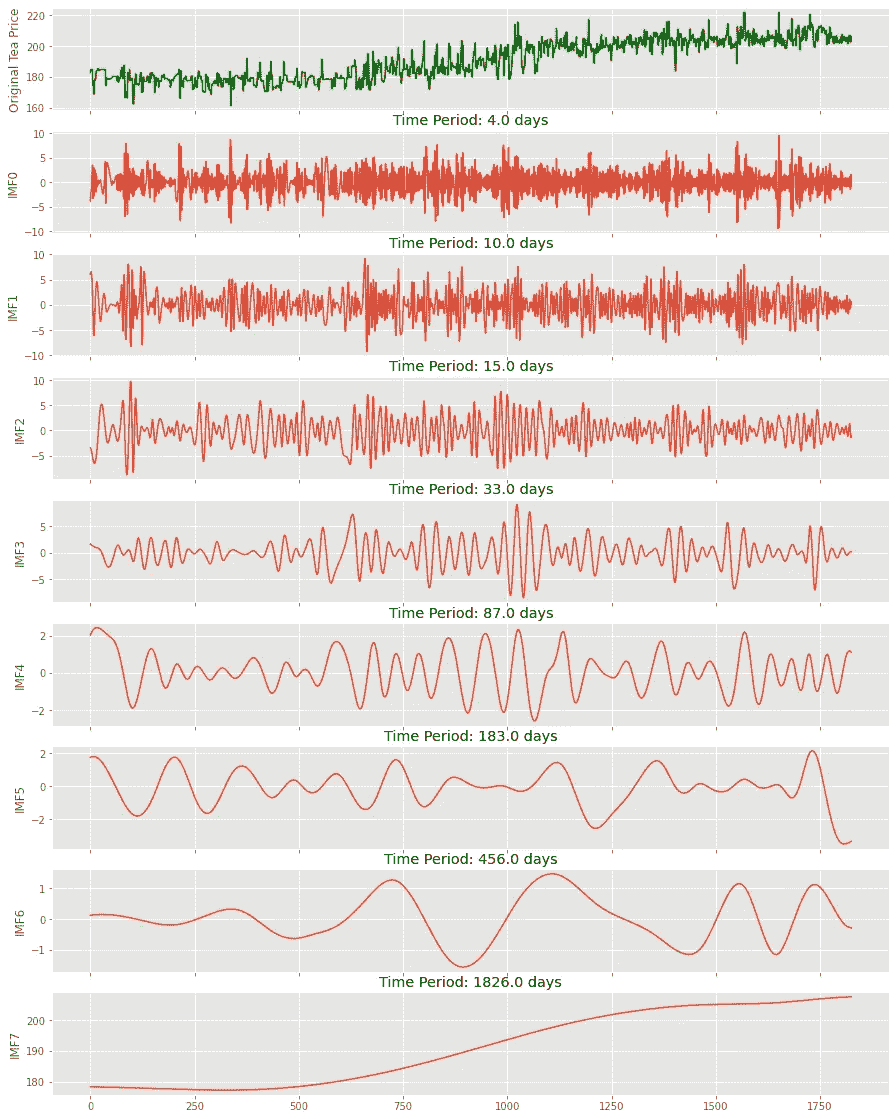 Original Tea Price
220
200
180
160
Time Period: 4.0 days
IMF0
10
5
0
−5
−10
Time Period: 10.0 days
IMF1
10
5
0
−5
−10
Time Period: 15.0 days
IMF2
10
5
0
−5
Time Period: 33.0 days
IMF3
5
0
−5
Time Period: 87.0 days
IMF4
2
0
−2
Time Period: 183.0 days
IMF5
2
0
−2
Time Period: 456.0 days
IMF6
1
0
−1
Time Period: 1826.0 days
IMF7
200
190
180
0 250 500 750 1000 1250 1500 1750